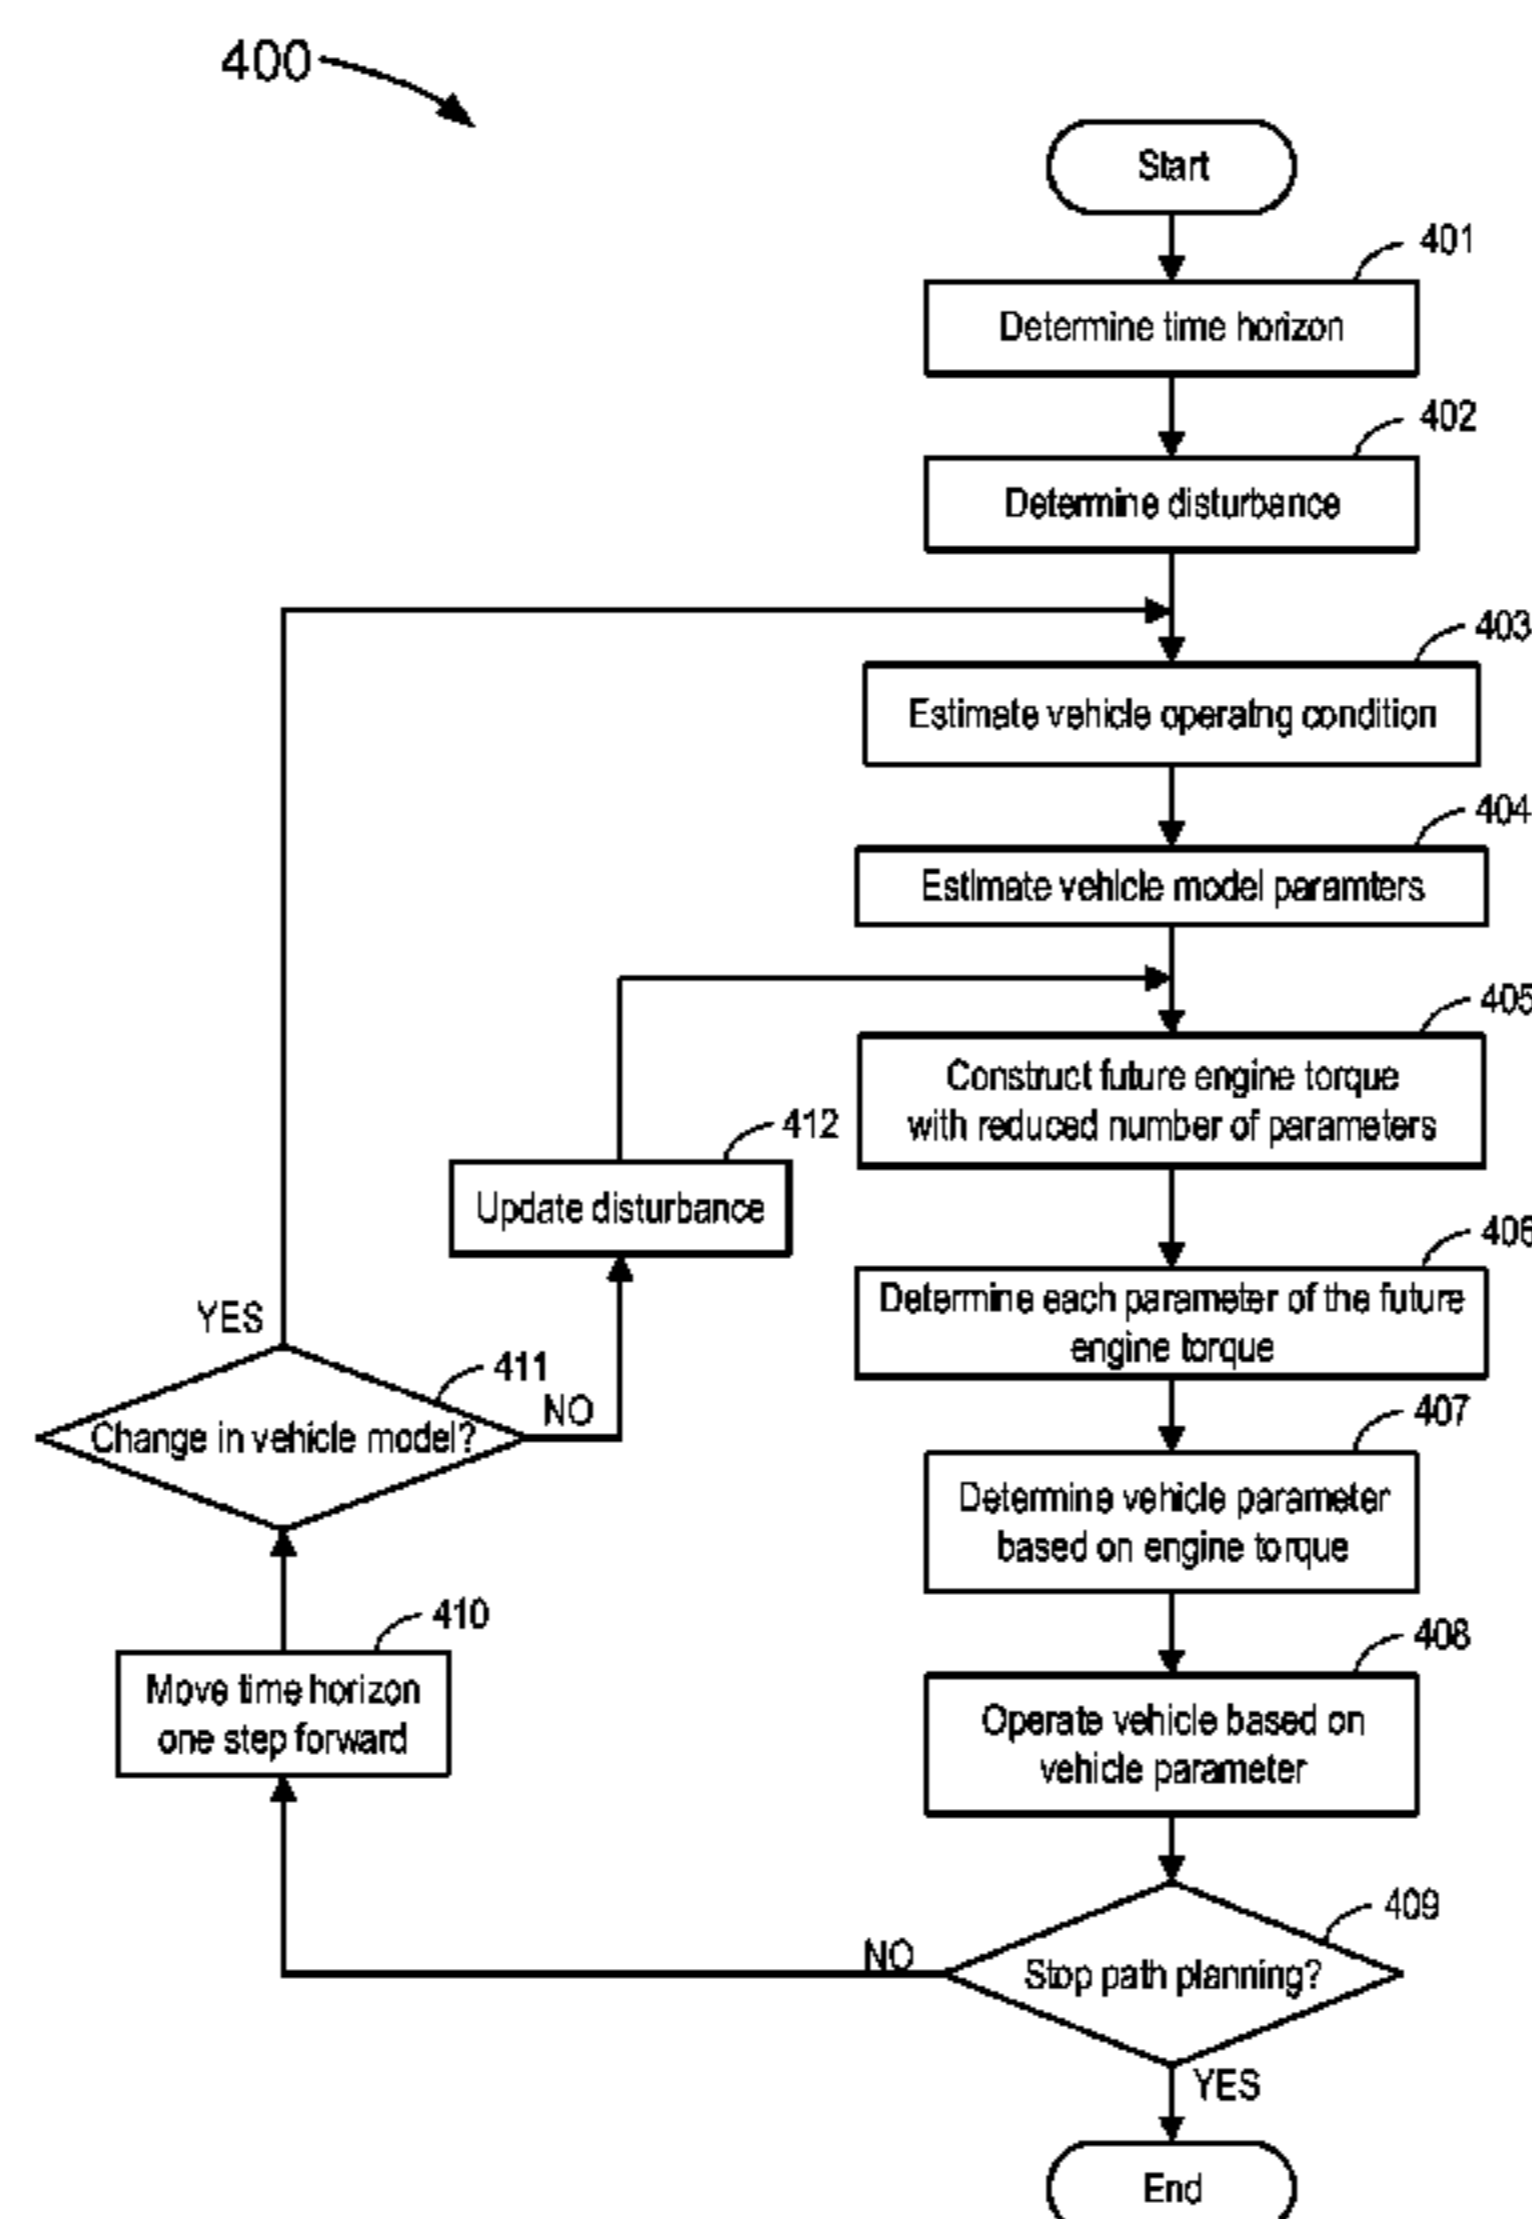 400
Start
401
Determine time horizon
402
Determine disturbance
403
Estimate vehicle operatng condition
404
Estimate vehicle model paramters
405
Construct future engine torque
with reduced number of parameters
412
Update disturbance
406
Determine each parameter of the future
engine torque
YES
411
NO
Change in vehicle model?
407
Determine vehicle parameter
based on engine torque
410
Move time horizon
one step forward
408
Operate vehicle based on
vehicle parameter
409
NO
Stop path planning?
YES
End